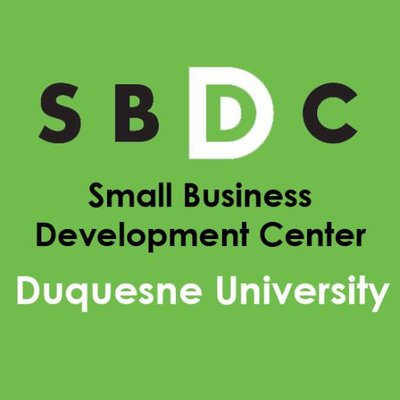 SBDC
Small Business
Development Center
Duquesne University